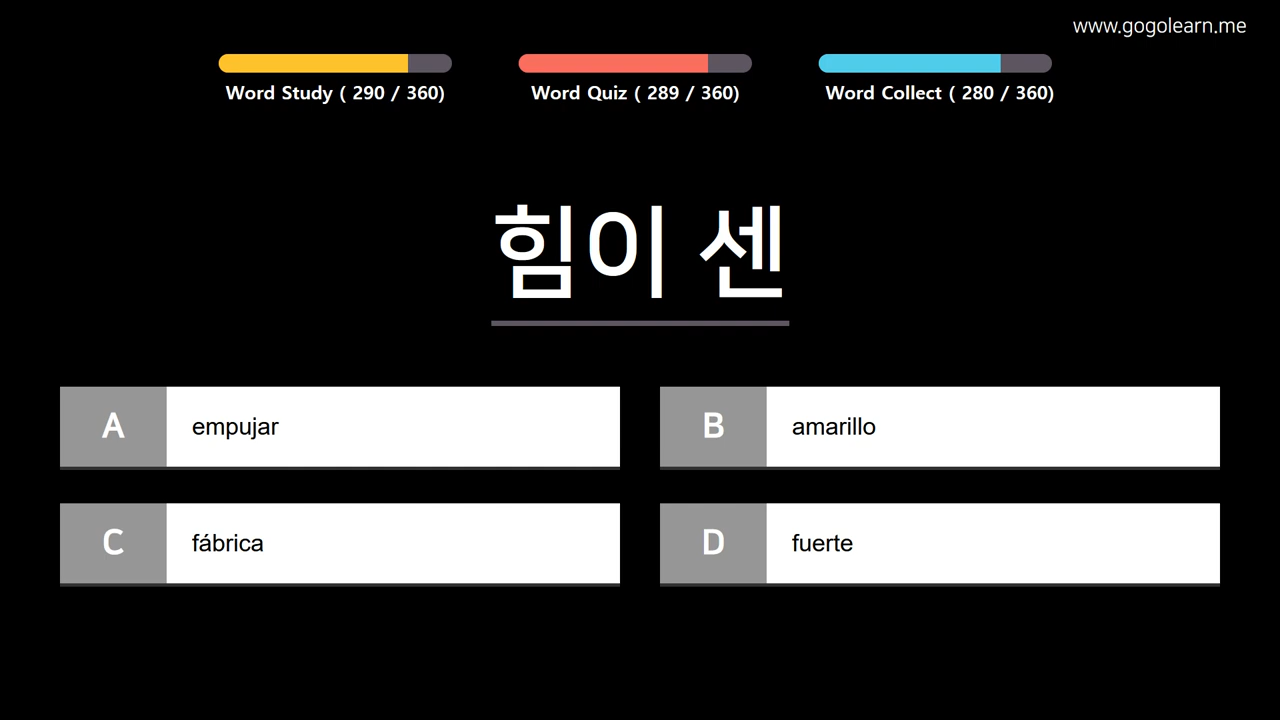 www.gogolearn.me
Word Study ( 290 / 360)
Word Quiz ( 289 / 360)
Word Collect ( 280 / 360)
힘이 센
A empujar
B amarillo
C fábrica
D fuerte